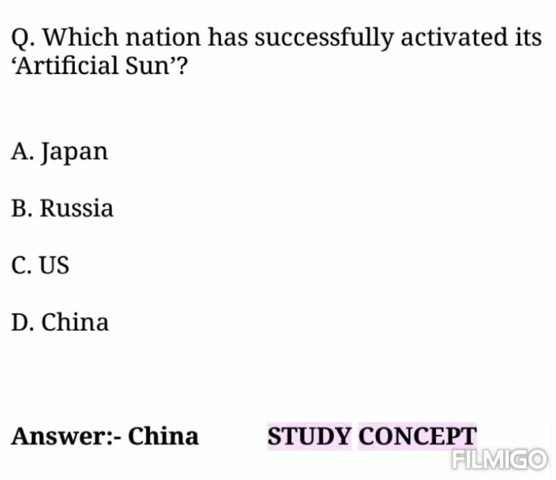 Q. Which nation has successfully activated its
‘Artificial Sun’?
A. Japan
B. Russia
C. US
D. China
Answer:- China STUDY CONCEPT
FILMIGO